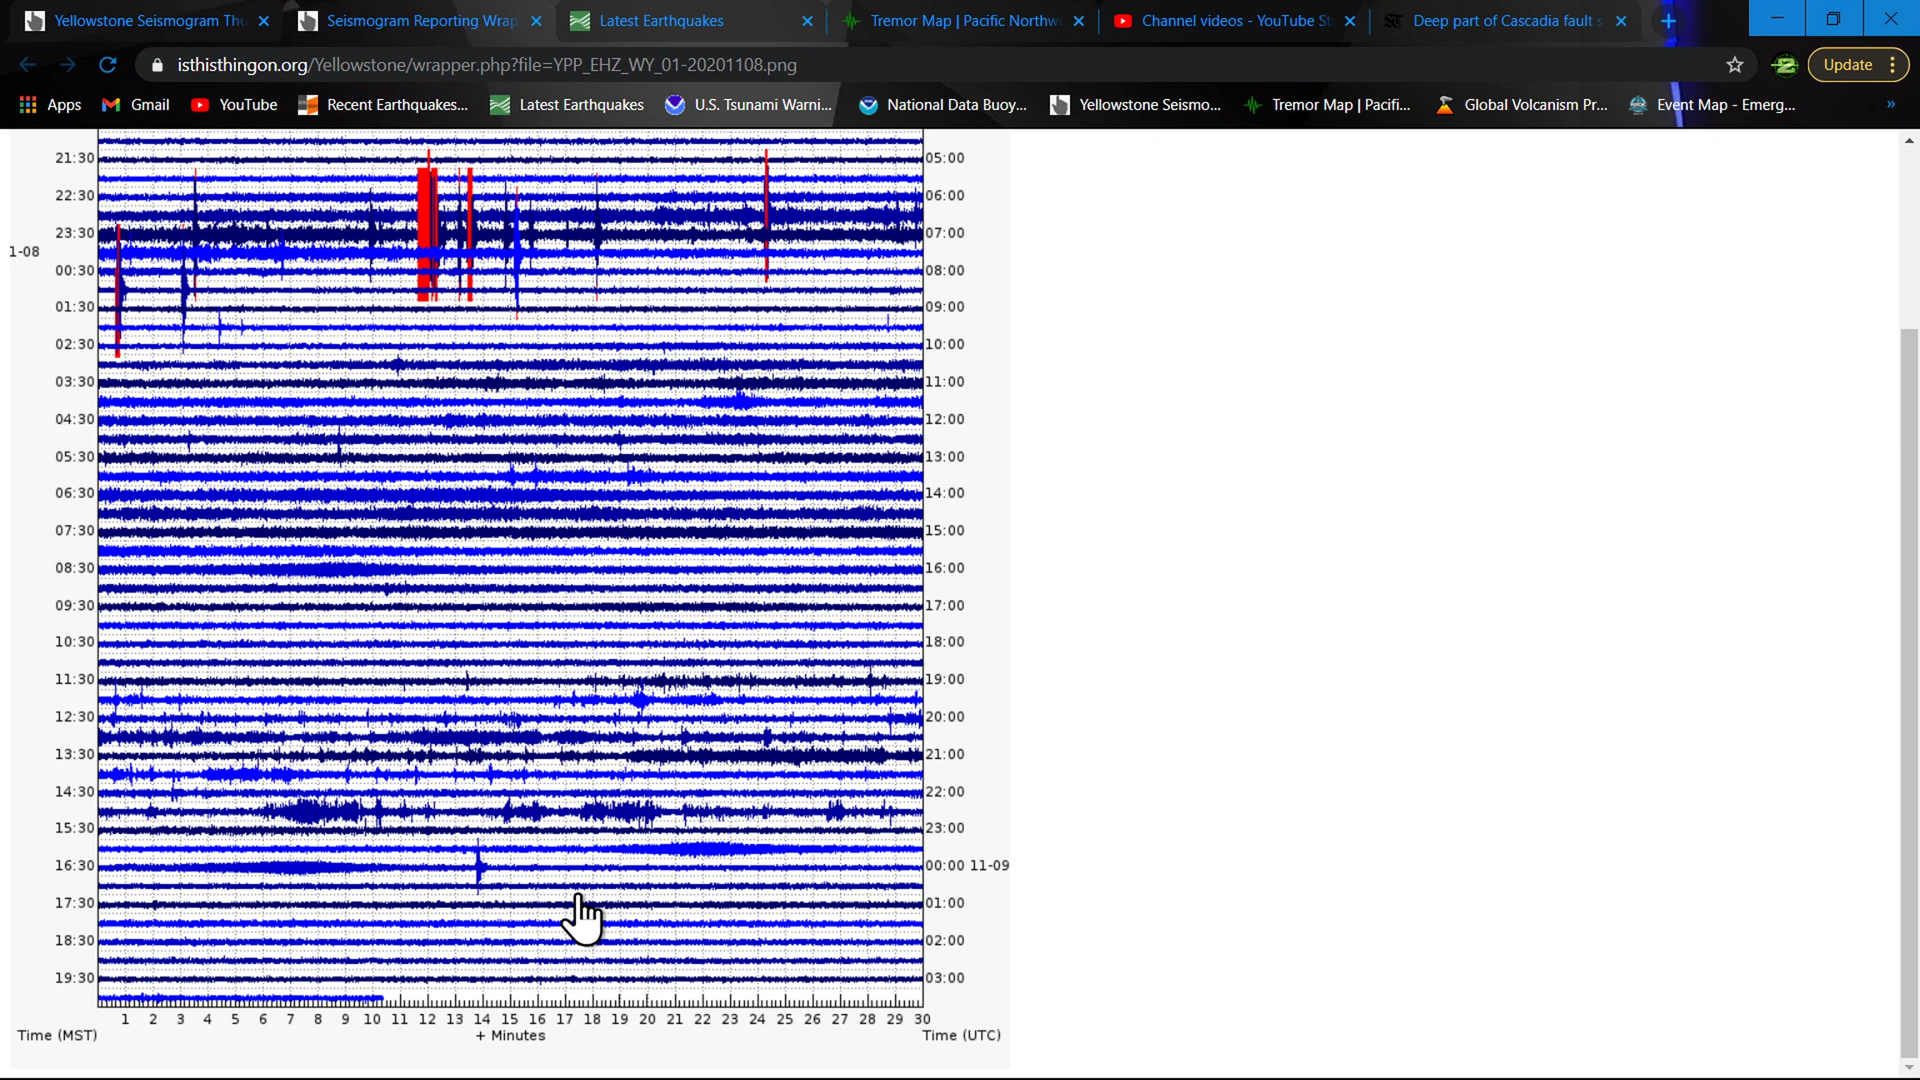 Yellowstone Seismogram Thu
Seismogram Reporting Wrap
Latest Earthquakes
Tremor Map | Pacific Northw
Channel videos - YouTube St
Deep part of Cascadia fault s
isthisthingon.org/Yellowstone/wrapper.php?file=YPP_EHZ_WY_01-20201108.png
Update
Apps
Gmail
YouTube
Recent Earthquakes...
Latest Earthquakes
U.S. Tsunami Warni...
National Data Buoy...
Yellowstone Seismo...
Tremor Map | Pacifi...
Global Volcanism Pr...
Event Map - Emerg...
»
21:30 05:00
22:30 06:00
23:30 07:00
1-08
00:30 08:00
01:30 09:00
02:30 10:00
03:30 11:00
04:30 12:00
05:30 13:00
06:30 14:00
07:30 15:00
08:30 16:00
09:30 17:00
10:30 18:00
11:30 19:00
12:30 20:00
13:30 21:00
14:30 22:00
15:30 23:00
16:30 00:00 11-09
17:30 01:00
18:30 02:00
19:30 03:00
1 2 3 4 5 6 7 8 9 10 11 12 13 14 15 16 17 18 19 20 21 22 23 24 25 26 27 28 29 30
Time (MST) + Minutes Time (UTC)